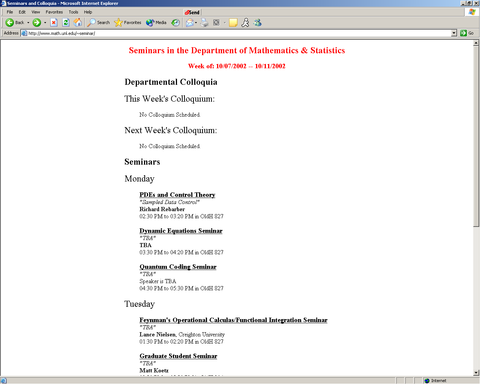 Seminars and Colloquia - Microsoft Internet Explorer
File Edit View Favorites Tools Help
Send
Back Search Favorites Media
Address http://www.math.unl.edu/~seminar/ Go
Seminars in the Department of Mathematics & Statistics
Week of: 10/07/2002 -- 10/11/2002
Departmental Colloquia
This Week's Colloquium:
No Colloquium Scheduled
Next Week's Colloquium:
No Colloquium Scheduled
Seminars
Monday
PDEs and Control Theory
"Sampled Data Control"
Richard Rebarber
02:30 PM to 03:20 PM in OldH 827
Dynamic Equations Seminar
"TBA"
TBA
03:30 PM to 04:20 PM in OldH 827
Quantum Coding Seminar
"TBA"
Speaker is TBA
04:30 PM to 05:30 PM in OldH 827
Tuesday
Feynman's Operational Calculus/Functional Integration Seminar
"TBA"
Lance Nielsen, Creighton University
01:30 PM to 02:20 PM in OldH 827
Graduate Student Seminar
"TBA"
Matt Koetz
Internet